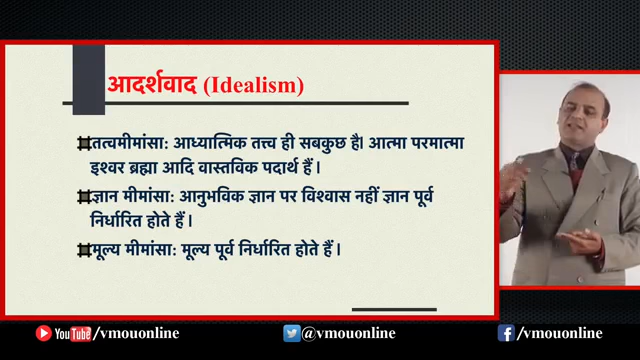 आदर्शवाद (Idealism)
तत्वमीमांसा: आध्यात्मिक तत्त्व ही सबकुछ है। आत्मा परमात्मा
इश्वर ब्रह्मा आदि वास्तविक पदार्थ हैं ।
ज्ञान मीमांसा: आनुभविक ज्ञान पर विश्वास नहीं ज्ञान पूर्व
निर्धारित होते हैं ।
मूल्य मीमांसा: मूल्य पूर्व निर्धारित होते हैं ।
YouTube/vmouonline
@vmouonline
/vmouonline